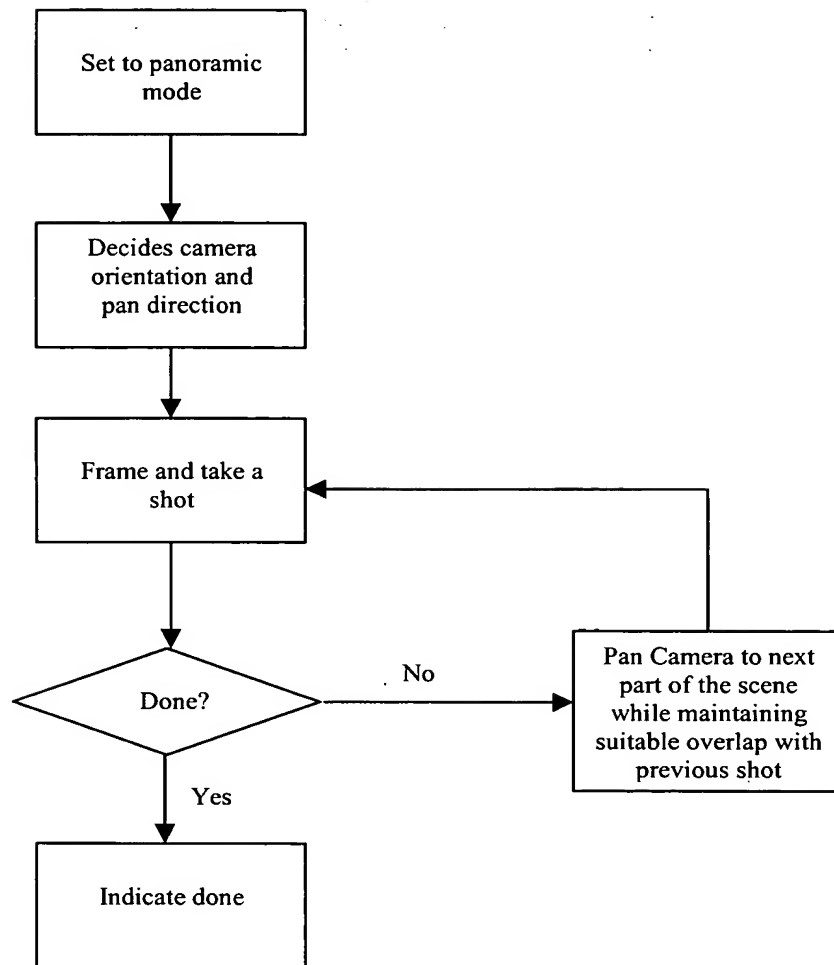 Set to panoramic
mode
Decides camera
orientation and
pan direction
Frame and take a
shot
Done?
No
Pan Camera to next
part of the scene
while maintaining
suitable overlap with
previous shot
Yes
Indicate done